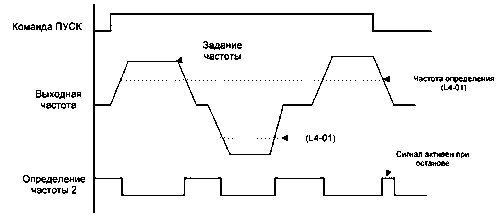 Команда ПУСК
Задание
частоты
Частота определения
(L4-01)
Выходная
частота
(L4-01)
Сигнал активен при
останове
Определение
частоты 2